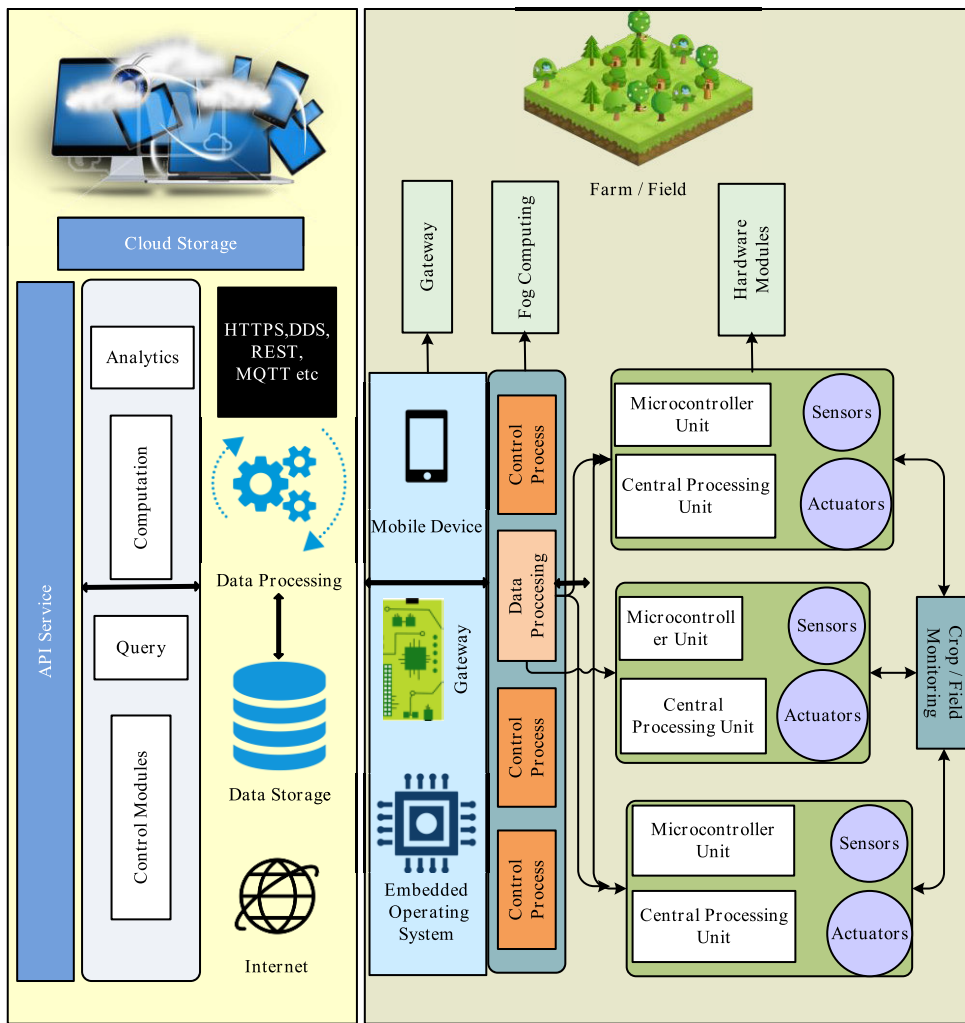 Cloud Storage
API Service
Analytics
Computation
Query
Control Modules
HTTPS,DDS,
REST,
MQTT etc
Data Processing
Data Storage
Internet
Farm / Field
Gateway
Fog Computing
Hardware
Modules
Mobile Device
Gateway
Embedded
Operating
System
Control
Process
Data
Proccesing
Control
Process
Control
Process
Microcontroller
Unit
Central Processing
Unit
Sensors
Actuators
Microcontroll
er Unit
Central
Processing Unit
Sensors
Actuators
Microcontroller
Unit
Central Processing
Unit
Sensors
Actuators
Crop / Field
Monitoring